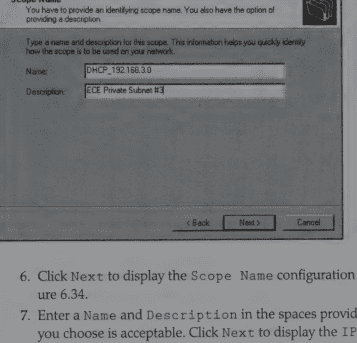 Scope Name
You have to provide an identifying scope name. You also have the option of
providing a description.
Type a name and description for this scope. This information helps you quickly identify
how the scope is to be used on your network.
Name: DHCP_192.166.3.0
Description: ECE Private Subnet #3
< Back Next > Cancel
6. Click Next to display the Scope Name configuration
ure 6.34.
7. Enter a Name and Description in the spaces provid
you choose is acceptable. Click Next to display the IP